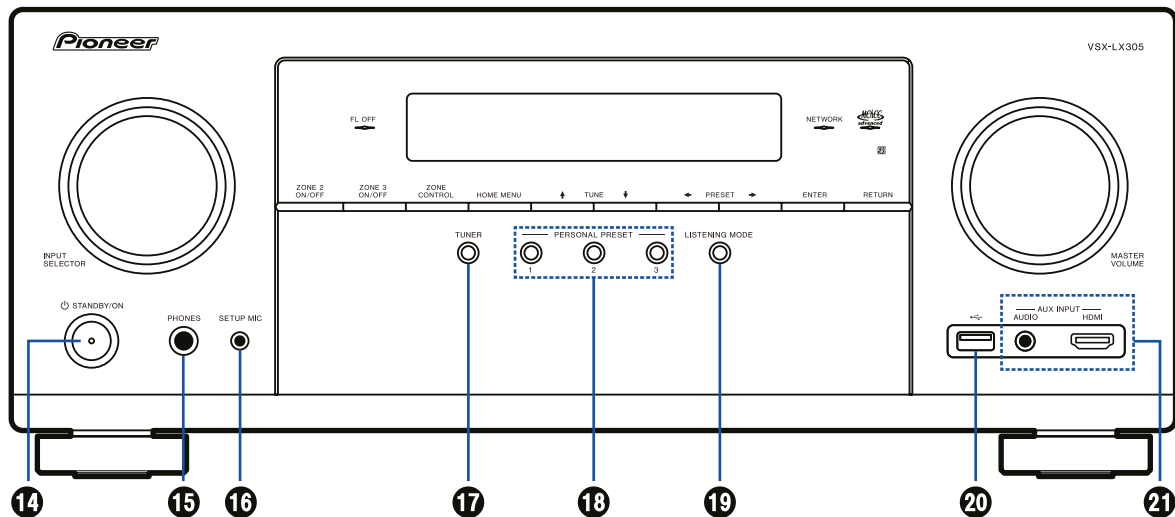 Pioneer
VSX-LX305
FL OFF
NETWORK
MCACC
advanced
ZONE 2
ON/OFF
ZONE 3
ON/OFF
ZONE
CONTROL
HOME MENU
TUNE
PRESET
ENTER
RETURN
TUNER
PERSONAL PRESET
LISTENING MODE
1
2
3
INPUT
SELECTOR
MASTER
VOLUME
STANDBY/ON
PHONES
SETUP MIC
AUX INPUT
AUDIO
HDMI
14
15
16
17
18
19
20
21